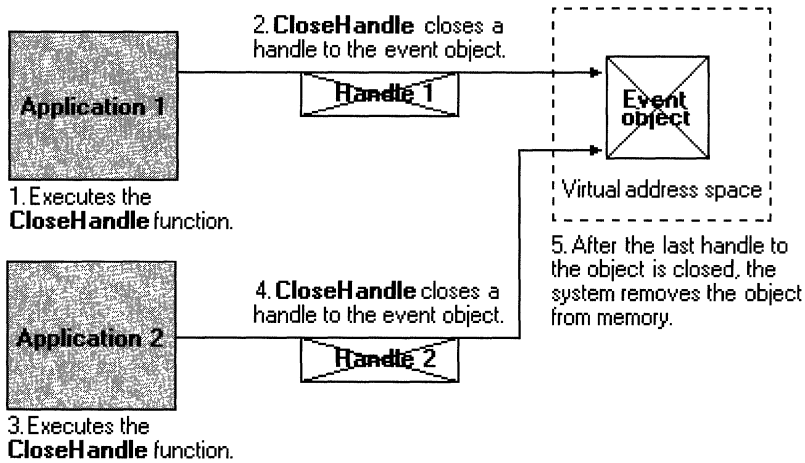 Application 1
1. Executes the
CloseHandle function.
2. CloseHandle closes a
handle to the event object.
Handle 1
Event
object
Virtual address space
Application 2
3. Executes the
CloseHandle function.
4. CloseHandle closes a
handle to the event object.
Handle 2
5. After the last handle to
the object is closed, the
system removes the object
from memory.